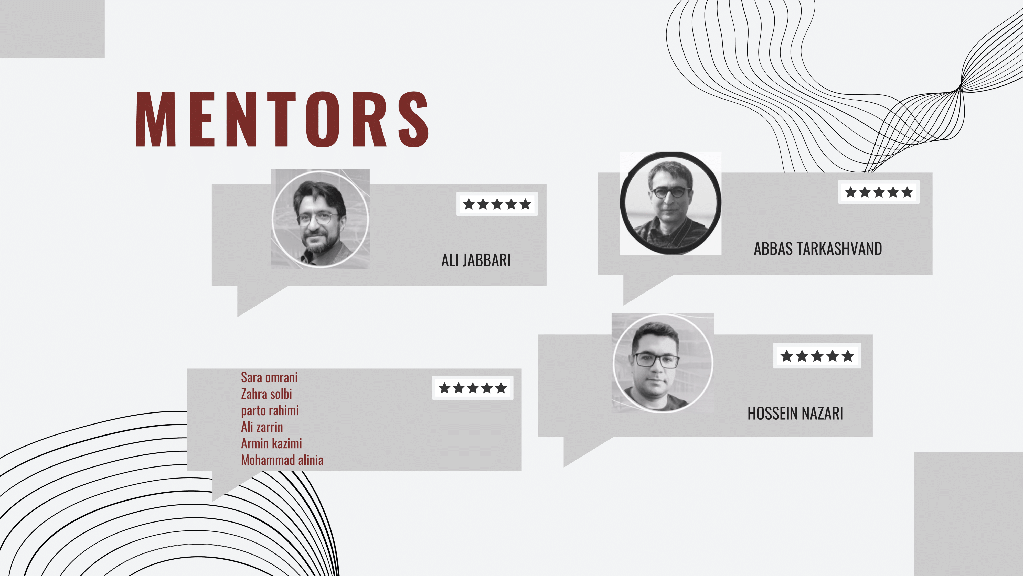 MENTORS
ALI JABBARI
ABBAS TARKASHVAND
HOSSEIN NAZARI
Sara omrani
Zahra solbi
parto rahimi
Ali zarrin
Armin kazimi
Mohammad alinia